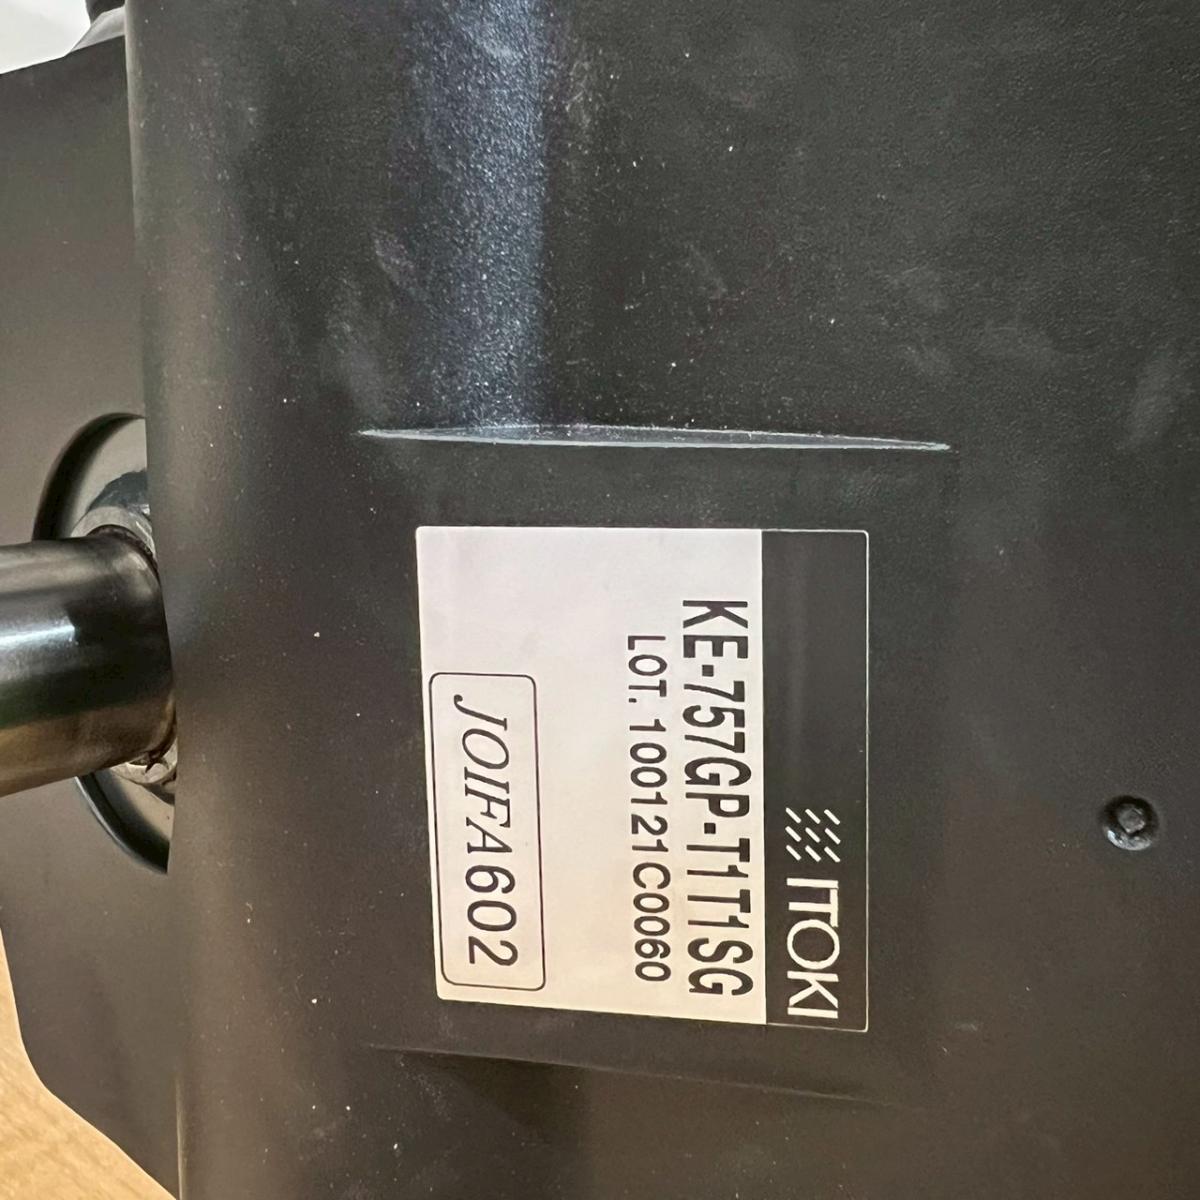 ITOKI
KE-757GP-T1T1SG
LOT. 100121C0060
JOIFA602